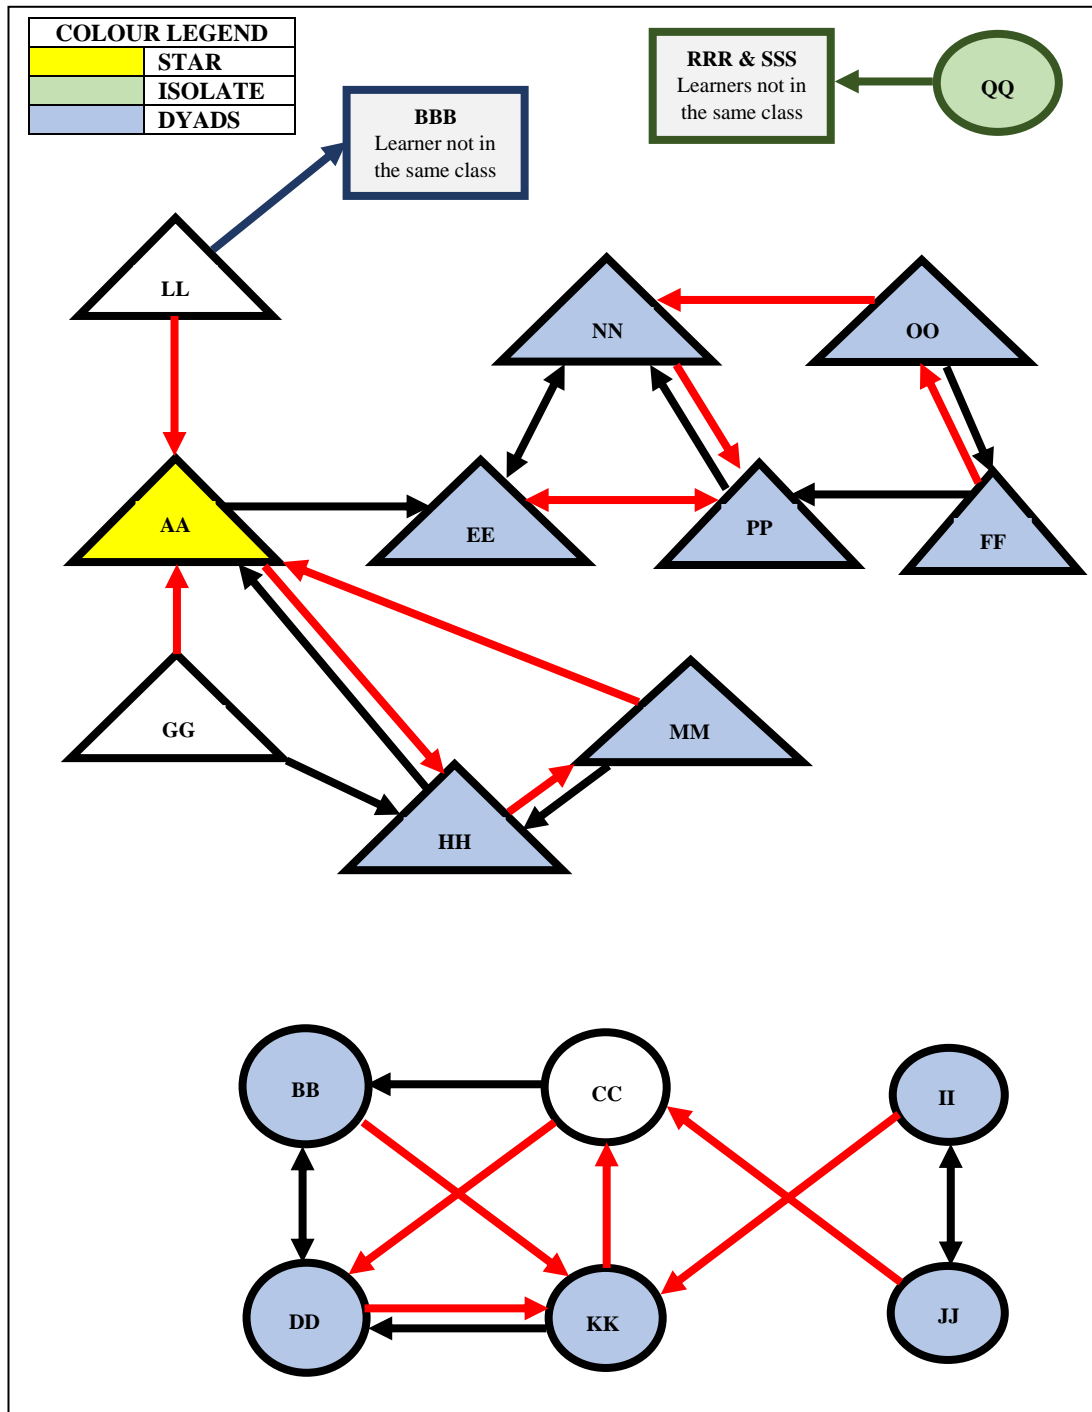 COLOUR LEGEND
STAR
ISOLATE
DYADS
RRR & SSS
Learners not in
the same class
QQ
BBB
Learner not in
the same class
LL
NN
OO
AA
EE
PP
FF
GG
MM
HH
BB
CC
II
DD
KK
JJ